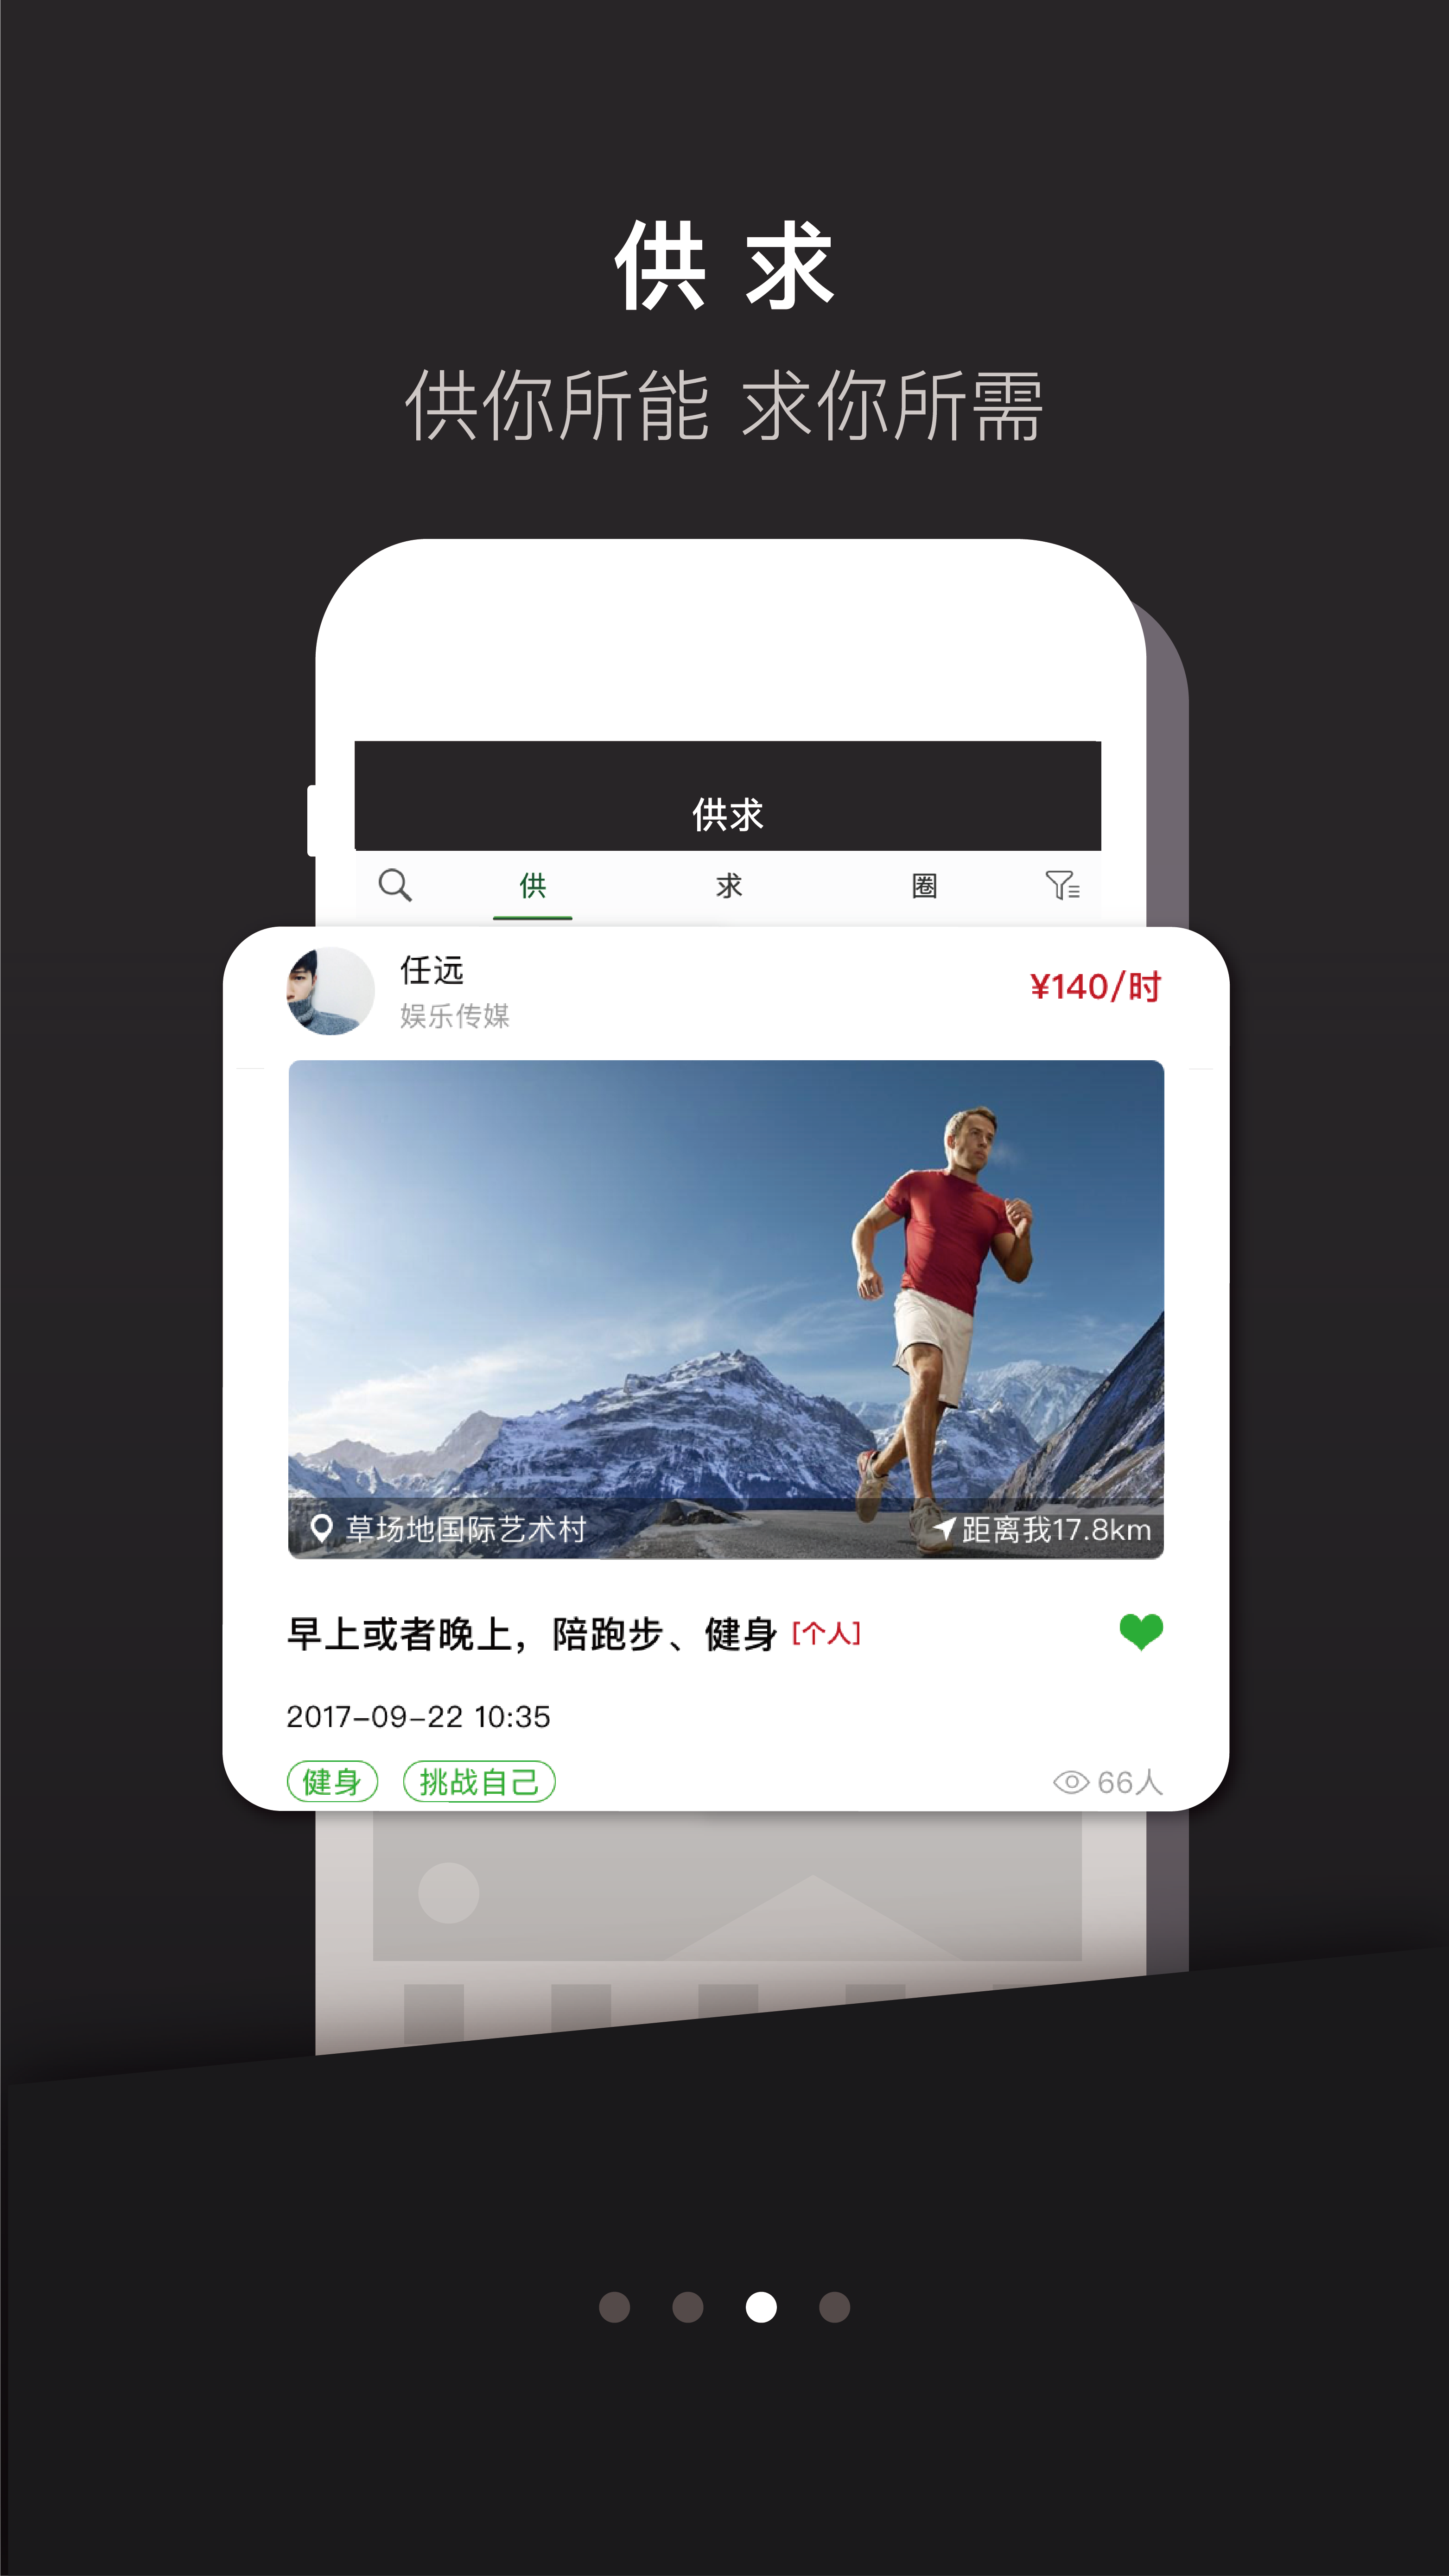 供 求
供你所能 求你所需
供求
供 求 圈
任远
娱乐传媒
¥140/时
草场地国际艺术村 距离我17.8km
早上或者晚上，陪跑步、健身 [个人]
2017-09-22 10:35
健身 挑战自己 66人